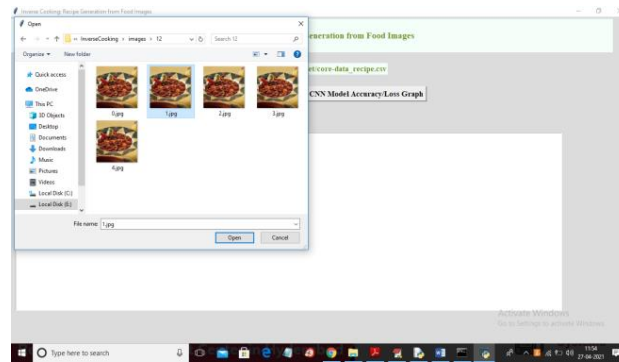 Inverse Cooking: Recipe Generation from Food Images
Open
InverseCooking › images › 12
Search 12
Organize
New folder
Quick access
OneDrive
This PC
3D Objects
Desktop
Documents
Downloads
Music
Pictures
Videos
Local Disk (C:)
Local Disk (E:)
0.jpg
1.jpg
2.jpg
3.jpg
4.jpg
File name:
1.jpg
Open
Cancel
eneration from Food Images
et/core-data_recipe.csv
CNN Model Accuracy/Loss Graph
Activate Windows
Go to Settings to activate Windows.
Type here to search
11:54
27-04-2021